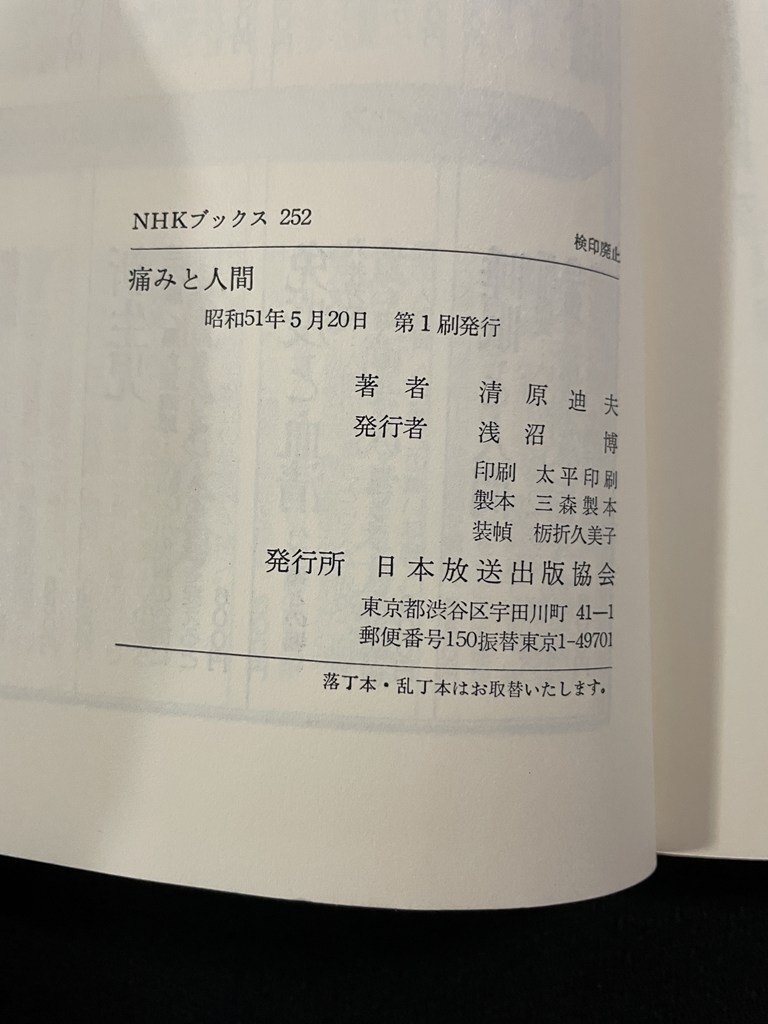 NHKブックス 252
検印廃止
痛みと人間
昭和51年5月20日 第1刷発行
著者 清原迪夫
発行者 浅沼 博
印刷 太平印刷
製本 三森製本
装幀 栃折久美子
発行所 日本放送出版協会
東京都渋谷区宇田川町 41—1
郵便番号150振替東京1-49701
落丁本・乱丁本はお取替いたします。